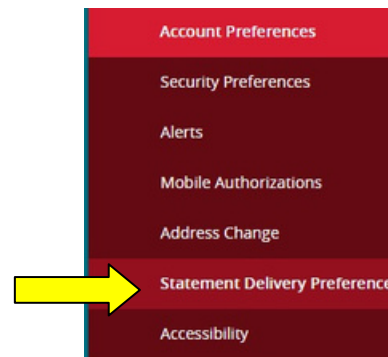 Account Preferences
Security Preferences
Alerts
Mobile Authorizations
Address Change
Statement Delivery Preference
Accessibility